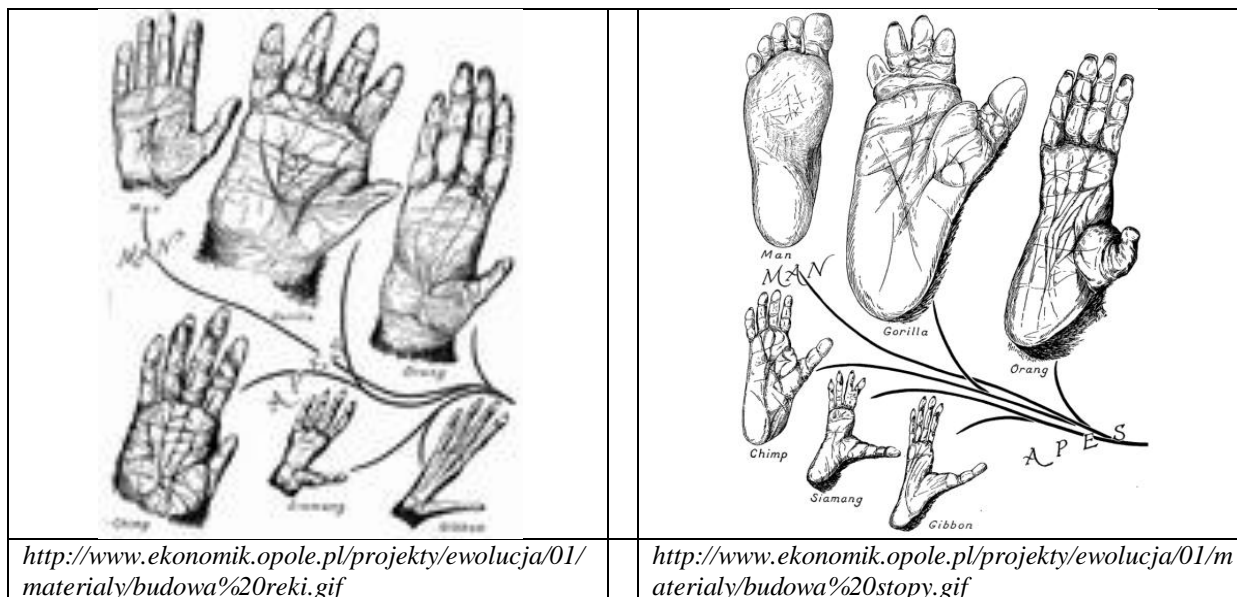 Man
MAN
Gorilla
Orang
Chimp
Siamang
Gibbon
APES
Man
MAN
Gorilla
Orang
Chimp
Siamang
Gibbon
APES
http://www.ekonomik.opole.pl/projekty/ewolucja/01/
materialy/budowa%20reki.gif
http://www.ekonomik.opole.pl/projekty/ewolucja/01/m
aterialy/budowa%20stopy.gif